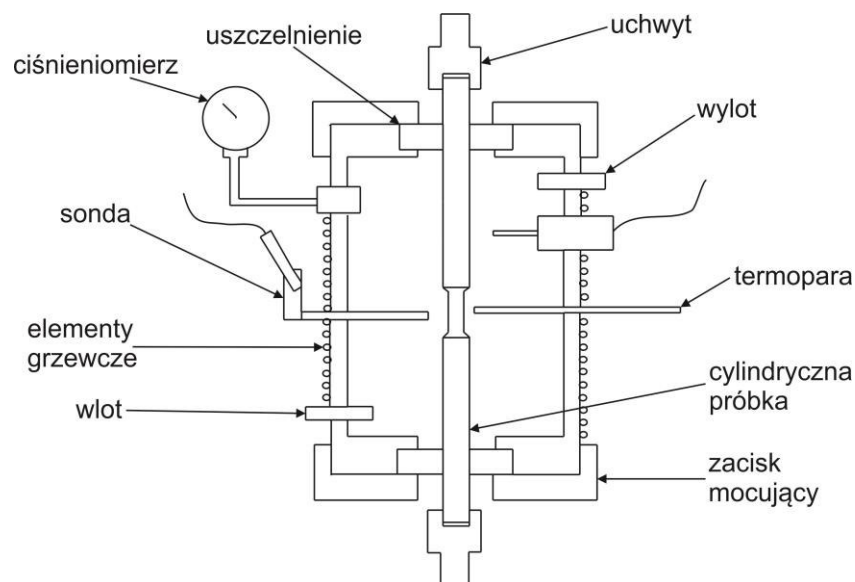 uszczelnienie
uchwyt
ciśnieniomierz
wylot
sonda
termopara
elementy
grzewcze
cylindryczna
próbka
wlot
zacisk
mocujący